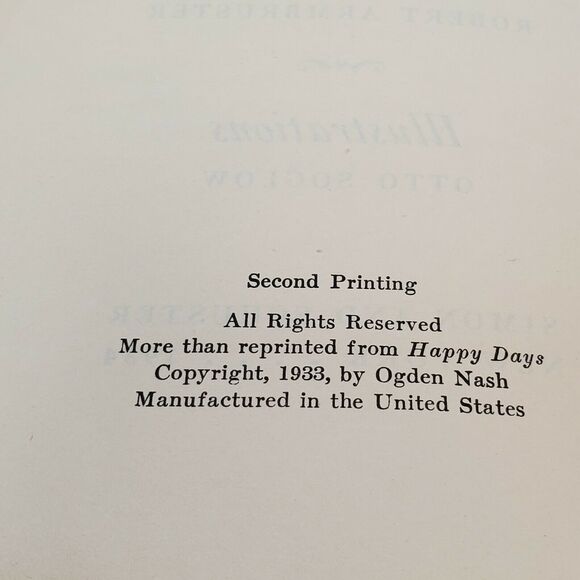 ROBERT ARMBRUSTER
Illustrations
OTTO SOGLOW
Second Printing
All Rights Reserved
More than reprinted from Happy Days
Copyright, 1933, by Ogden Nash
Manufactured in the United States